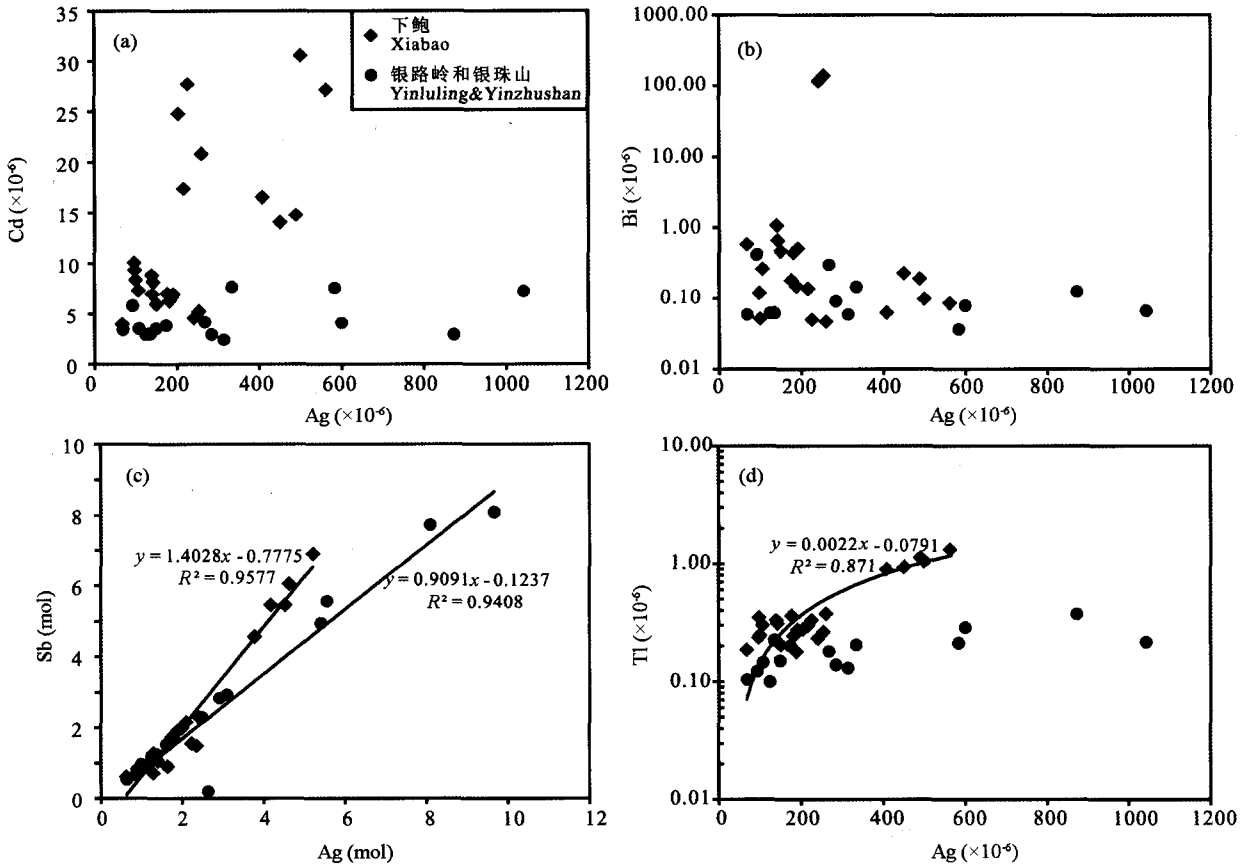 (a)
下鲍
Xiabao
银路岭和银珠山
Yinluling&Yinzhushan
35
30
25
20
15
10
5
0
Cd (×10⁻⁶)
0 200 400 600 800 1000 1200
Ag (×10⁻⁶)
(b)
1000.00
100.00
10.00
1.00
0.10
0.01
Bi (×10⁻⁶)
0 200 400 600 800 1000 1200
Ag (×10⁻⁶)
(c)
10
8
6
4
2
0
Sb (mol)
y = 1.4028x - 0.7775
R² = 0.9577
y = 0.9091x - 0.1237
R² = 0.9408
2 4 6 8 10 12
Ag (mol)
(d)
10.00
1.00
0.10
0.01
Tl (×10⁻⁶)
y = 0.0022x - 0.0791
R² = 0.871
0 200 400 600 800 1000 1200
Ag (×10⁻⁶)